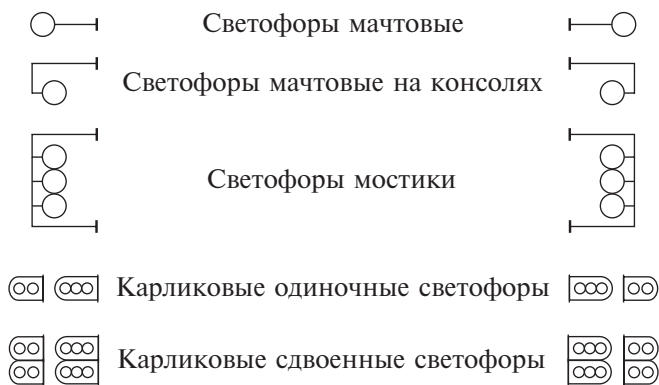 Светофоры мачтовые
Светофоры мачтовые на консолях
Светофоры мостики
Карликовые одиночные светофоры
Карликовые сдвоенные светофоры